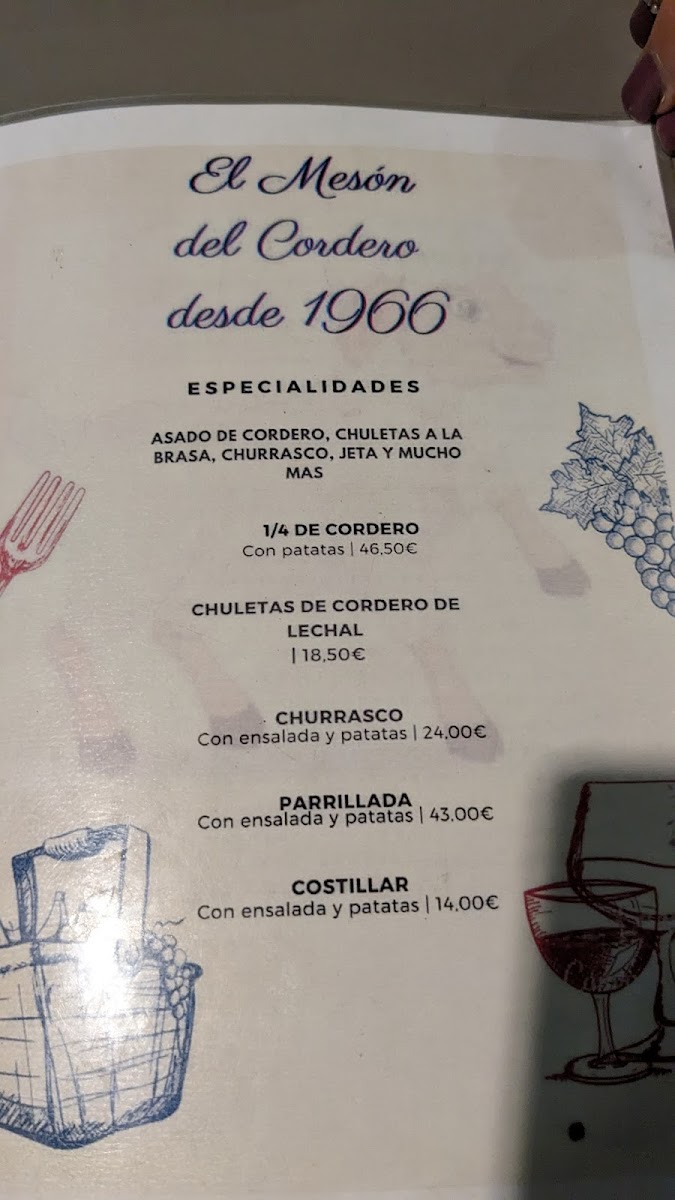 El Mesón
del Cordero
desde 1966
ESPECIALIDADES
ASADO DE CORDERO, CHULETAS A LA
BRASA, CHURRASCO, JETA Y MUCHO
MAS
1/4 DE CORDERO
Con patatas | 46,50€
CHULETAS DE CORDERO DE
LECHAL
| 18,50€
CHURRASCO
Con ensalada y patatas | 24,00€
PARRILLADA
Con ensalada y patatas | 43,00€
COSTILLAR
Con ensalada y patatas | 14,00€